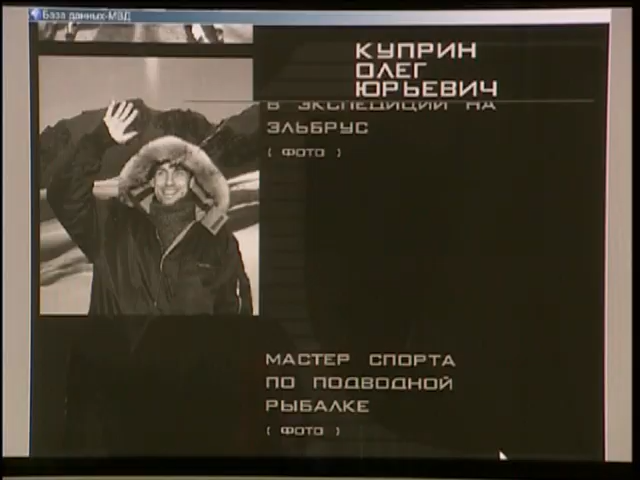 База данных-МВД
КУПРИН
ОЛЕГ
ЮРЬЕВИЧ
В ЭКСПЕДИЦИИ НА
ЭЛЬБРУС
( ФОТО )
МАСТЕР СПОРТА
ПО ПОДВОДНОЙ
РЫБАЛКЕ
( ФОТО )